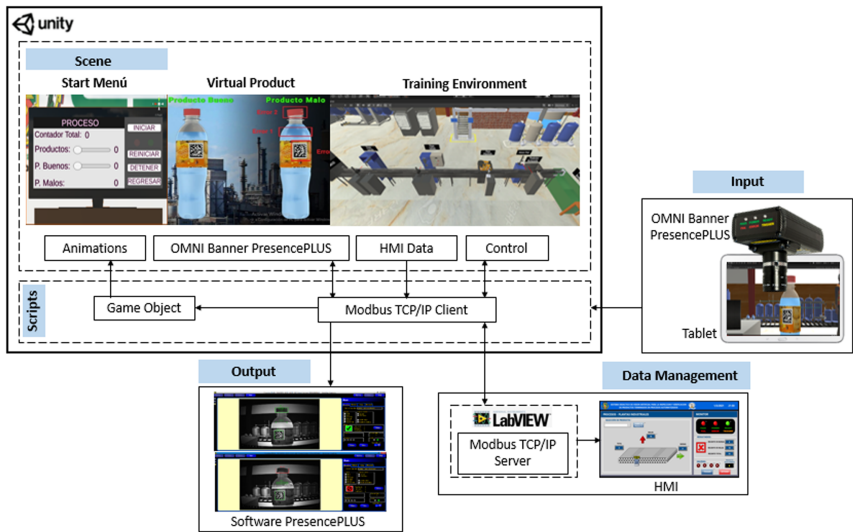 unity
Scene
Start Menú
Virtual Product
Training Environment
PROCESO
Contador Total: 0
Productos: 0
P. Buenos: 0
P. Malos: 0
INICIAR
REINICIAR
DETENER
REGRESAR
Producto Bueno
Producto Malo
Animations
OMNI Banner PresencePLUS
HMI Data
Control
Scripts
Game Object
Modbus TCP/IP Client
Input
OMNI Banner
PresencePLUS
Tablet
Output
Software PresencePLUS
Data Management
LabVIEW
Modbus TCP/IP
Server
HMI